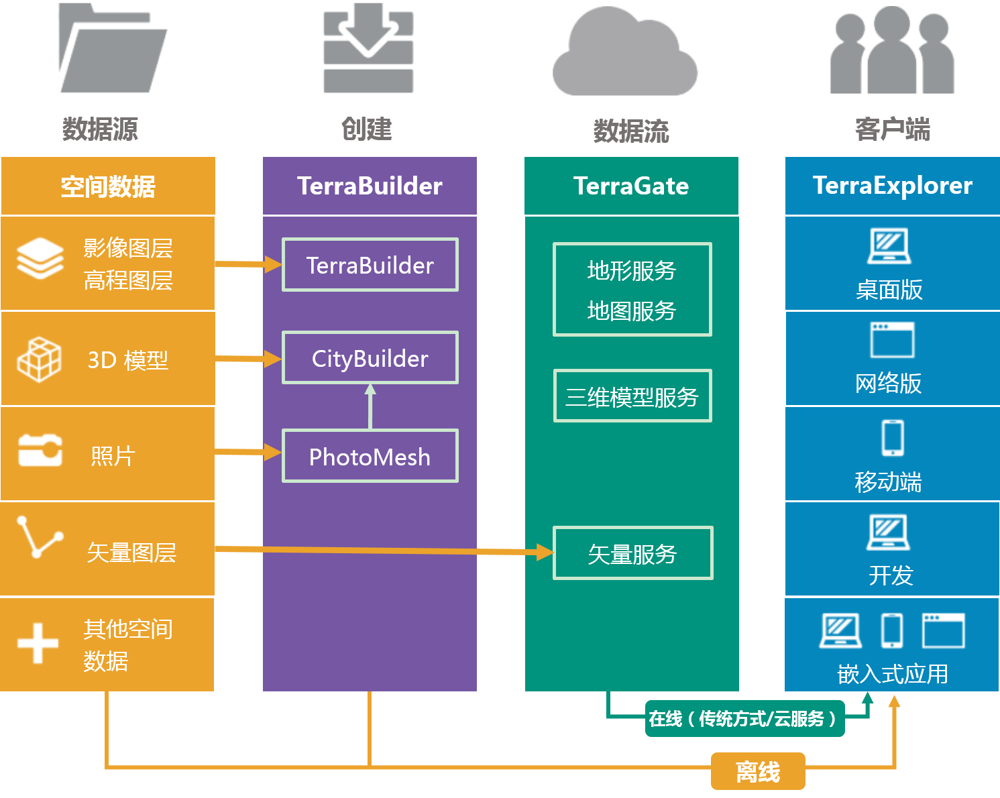 数据源
创建
数据流
客户端
空间数据
TerraBuilder
TerraGate
TerraExplorer
影像图层
高程图层
3D 模型
照片
矢量图层
其他空间
数据
TerraBuilder
CityBuilder
PhotoMesh
地形服务
地图服务
三维模型服务
矢量服务
桌面版
网络版
移动端
开发
嵌入式应用
在线（传统方式/云服务）
离线